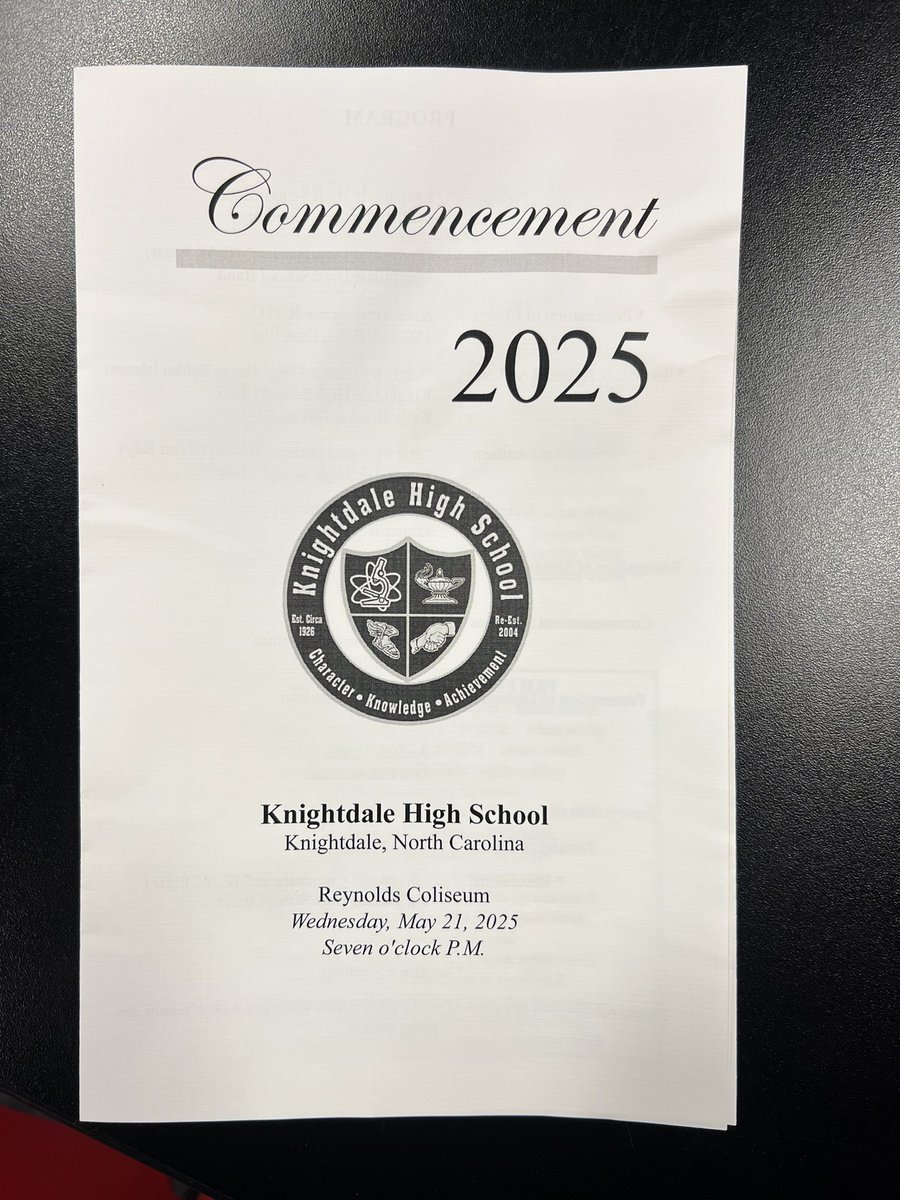 Commencement
2025
Knightdale High School
Est. Circa
1926
Re-Est.
2004
Character • Knowledge • Achievement
Knightdale High School
Knightdale, North Carolina
Reynolds Coliseum
Wednesday, May 21, 2025
Seven o'clock P.M.